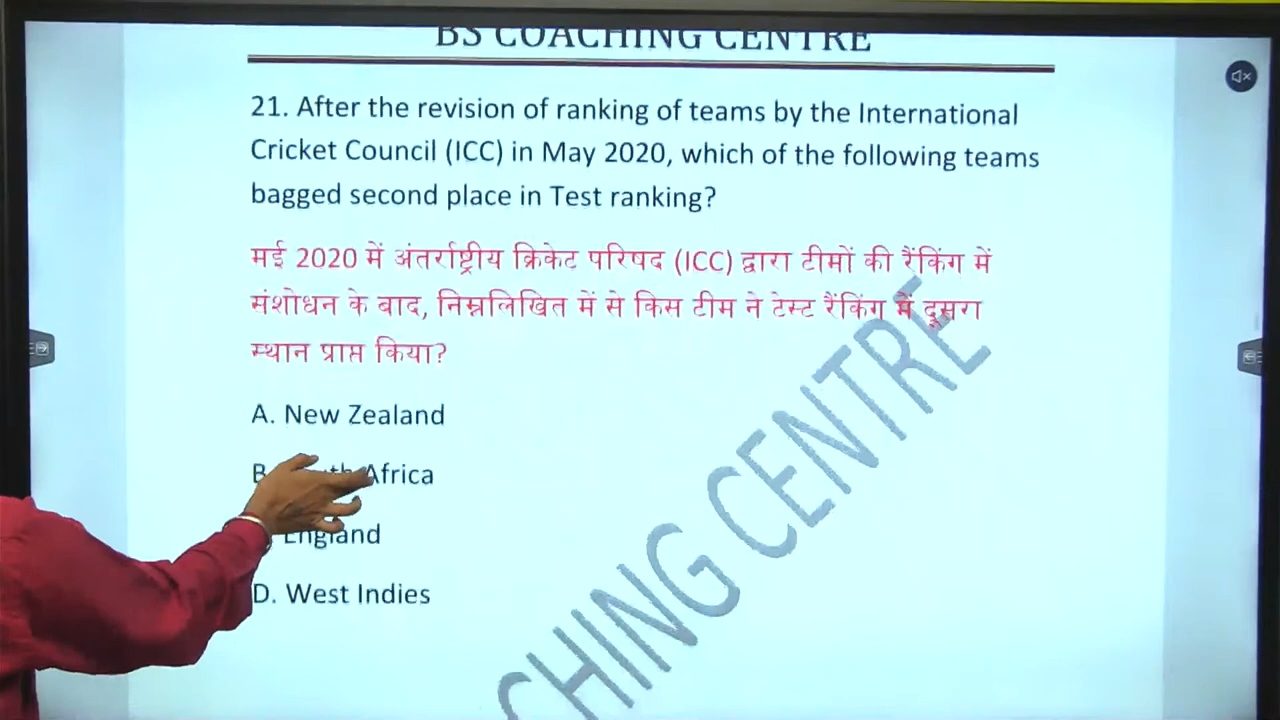 BS COACHING CENTRE
21. After the revision of ranking of teams by the International
Cricket Council (ICC) in May 2020, which of the following teams
bagged second place in Test ranking?
मई 2020 में अंतर्राष्ट्रीय क्रिकेट परिषद (ICC) द्वारा टीमों की रैंकिंग में
संशोधन के बाद, निम्नलिखित में से किस टीम ने टेस्ट रैंकिंग में दूसरा
स्थान प्राप्त किया?
A. New Zealand
B. Africa
England
D. West Indies
CHING CENTRE